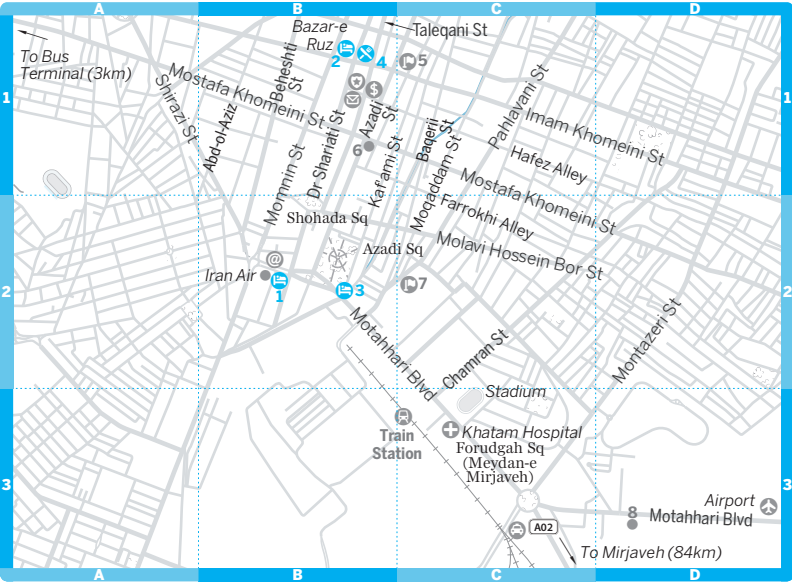 A
B
C
D
Bazar-e
Ruz
Taleqani St
To Bus
Terminal (3km)
2
4
5
1
1
Beheshti
St
Mostafa Khomeini St
Shirazi St
Abd-ol-Aziz
Dr Shariati St
$
Azadi
St
6
Kaf'ami St
Baqerii
St
Moqaddam St
Pahlavani St
Imam Khomeini St
Hafez Alley
Momnin St
Mostafa Khomeini St
Farrokhi Alley
Shohada Sq
Azadi Sq
Molavi Hossein Bor St
@
Iran Air
1
3
7
2
2
Motahhari Blvd
Chamran St
Montazeri St
Stadium
Train
Station
Khatam Hospital
Forudgah Sq
(Meydan-e
Mirjaveh)
3
3
Airport
8
Motahhari Blvd
A02
To Mirjaveh (84km)
A
B
C
D